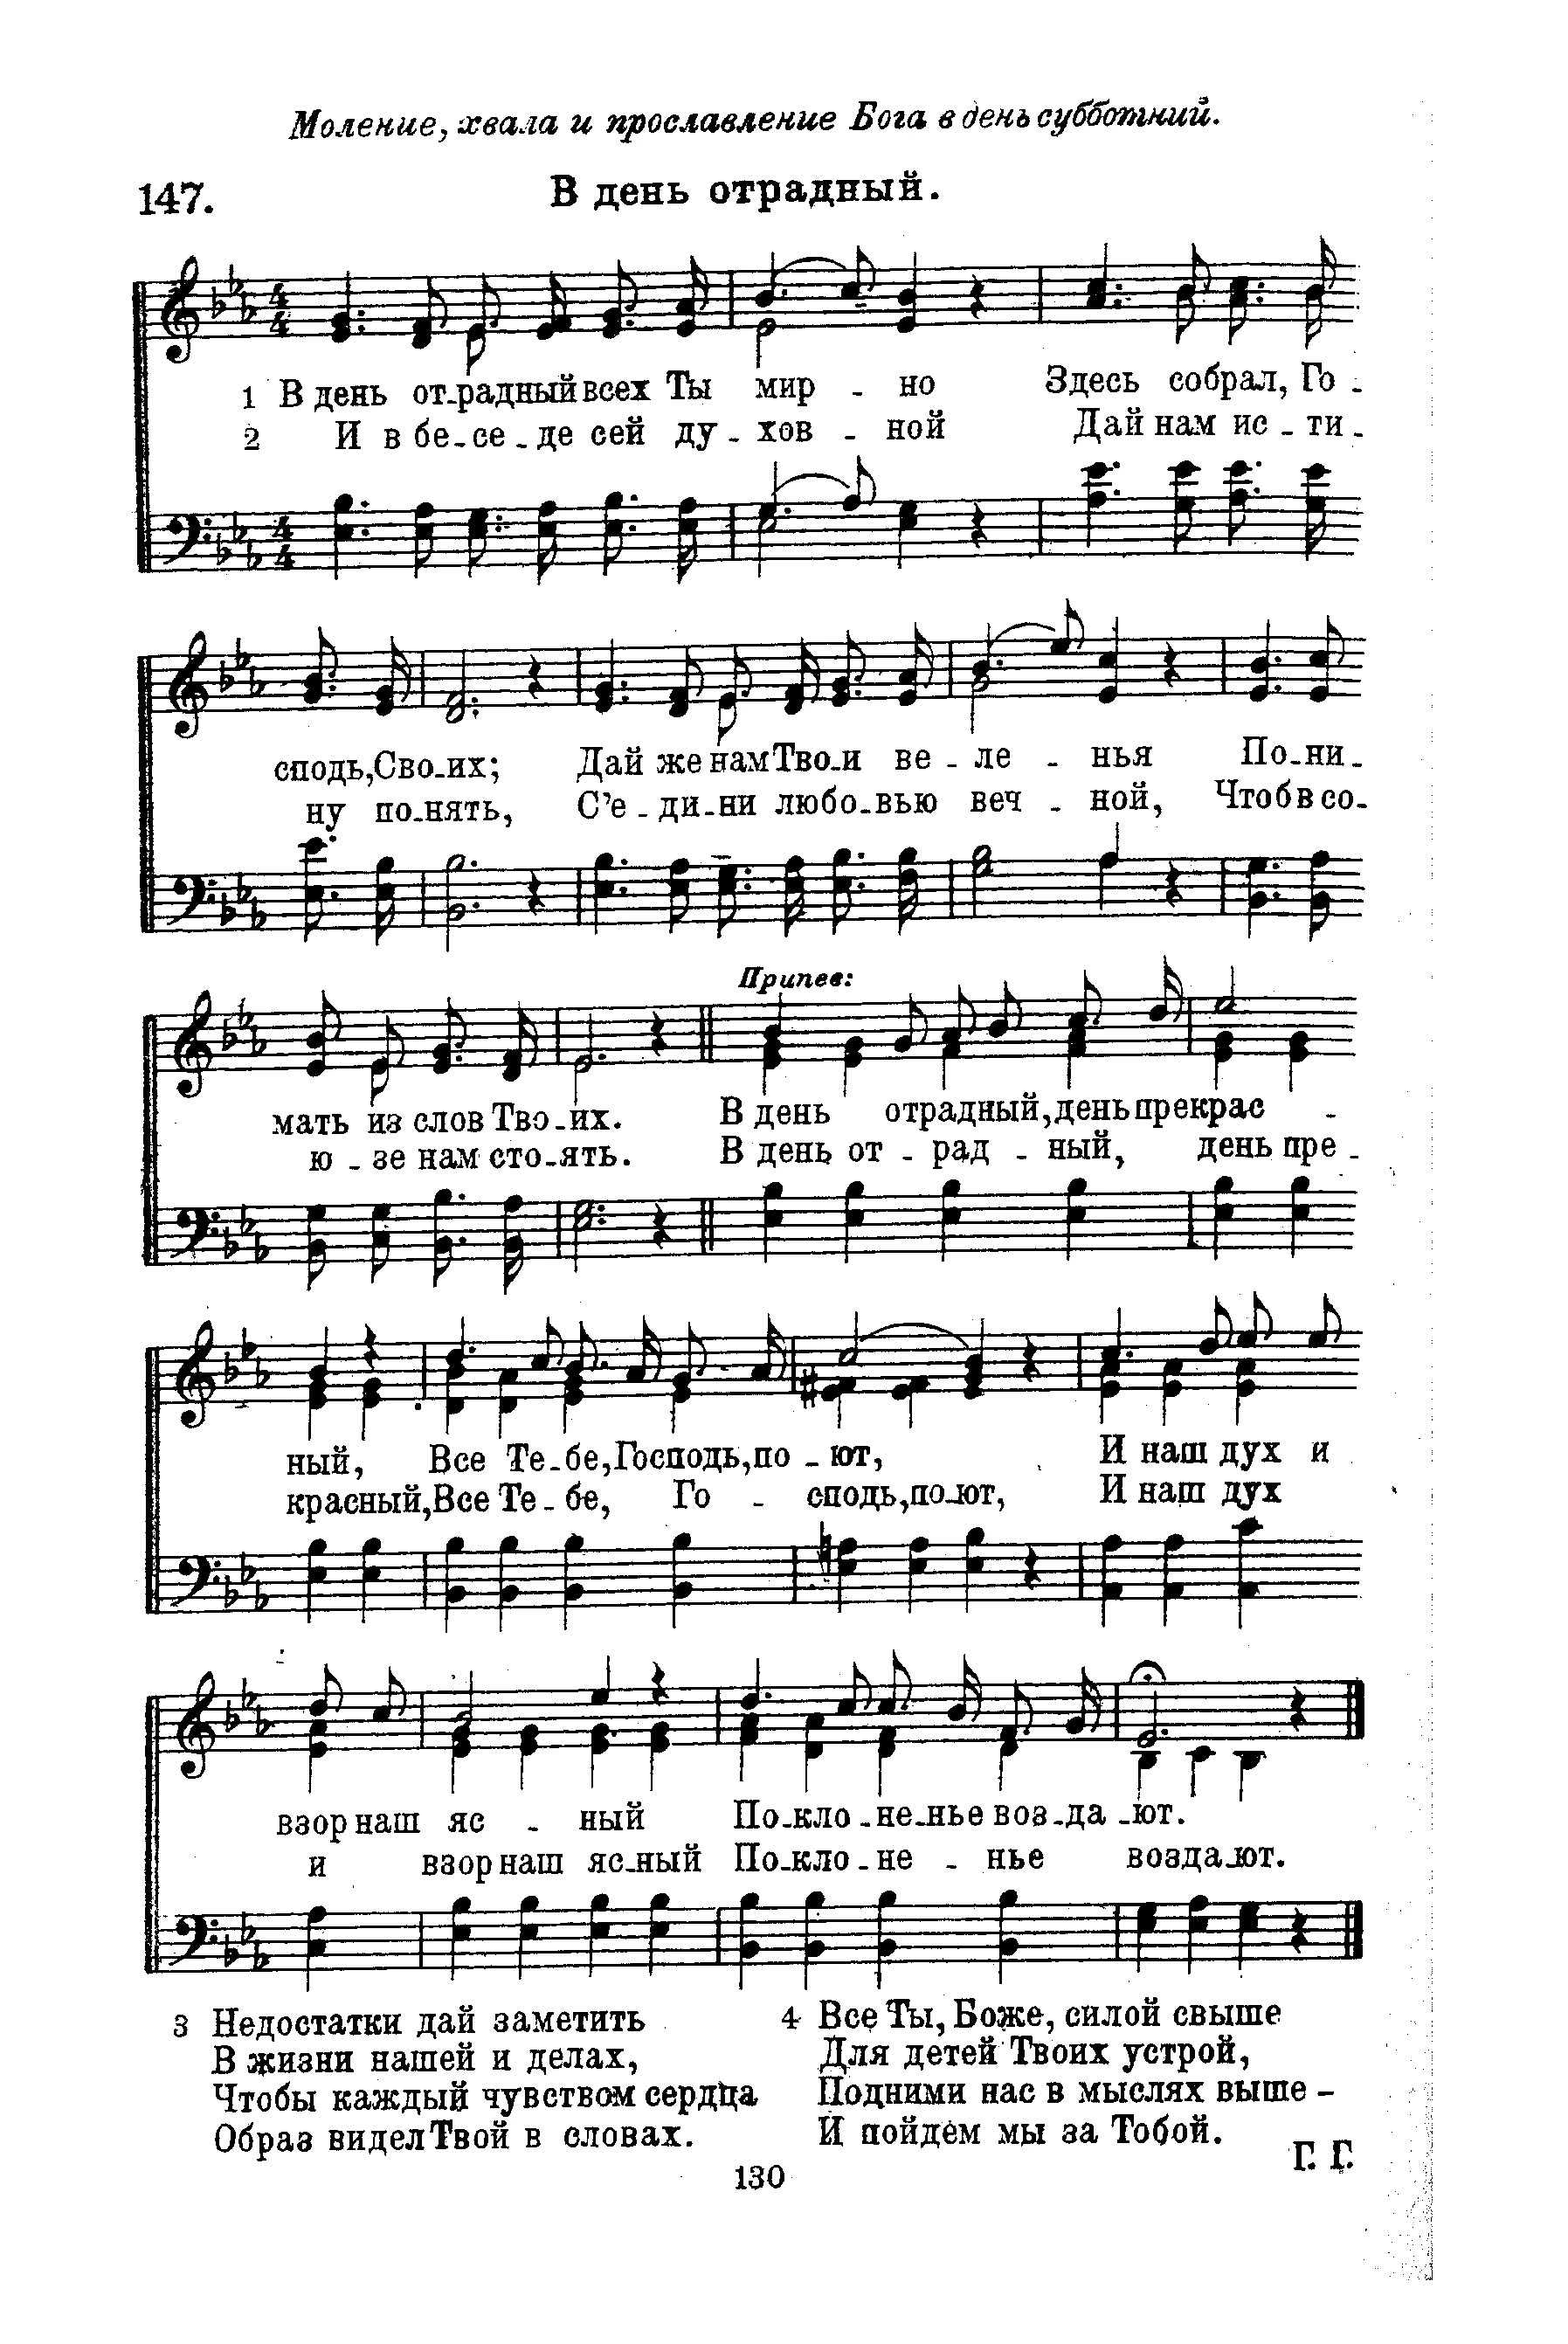 Моление, хвала и прославление Бога в день субботний.
147. В день отрадный.
1 В день от-радный всех Ты мир - но Здесь собрал, Го -
2 И в бе-се-де сей ду - хов - ной Дай нам ис - ти -
сподь, Сво-их; Дай же нам Тво-и ве - ле - нья По-ни-
ну по-нять, С'е - ди-ни любо-вью веч - ной, Чтоб в со-
Припев:
мать из слов Тво-их. В день отрадный, день прекрас -
ю - зе нам сто-ять. В день от - рад - ный, день пре -
ный, Все Те-бе, Господь, по - ют, И наш дух и
красный, Все Те - бе, Го - сподь, по-ют, И наш дух
взор наш яс - ный По-кло-не-нье воз-да-ют.
и взор наш яс-ный По-кло-не - нье возда-ют.
3 Недостатки дай заметить
В жизни нашей и делах,
Чтобы каждый чувством сердца
Образ видел Твой в словах.
4 Все Ты, Боже, силой свыше
Для детей Твоих устрой,
Подними нас в мыслях выше –
И пойдем мы за Тобой.
Г. Г.
130